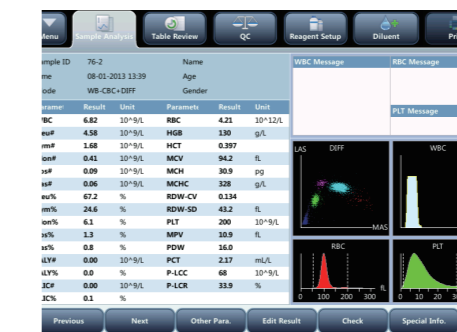 Menu Sample Analysis Table Review QC Reagent Setup Diluent Pri
ample ID 76-2 Name
me 08-01-2013 13:39 Age
ode WB-CBC+DIFF Gender
arameter Result Unit Paramete Result Unit
WBC 6.82 10^9/L RBC 4.21 10^12/L
eu# 4.58 10^9/L HGB 130 g/L
ym# 1.68 10^9/L HCT 0.397
on# 0.41 10^9/L MCV 94.2 fL
os# 0.09 10^9/L MCH 30.9 pg
as# 0.06 10^9/L MCHC 328 g/L
eu% 67.2 % RDW-CV 0.134
ym% 24.6 % RDW-SD 43.2 fL
on% 6.1 % PLT 200 10^9/L
os% 1.3 % MPV 10.9 fL
as% 0.8 % PDW 16.0
ALY# 0.00 10^9/L PCT 2.17 mL/L
ALY% 0.0 % P-LCC 68 10^9/L
IC# 0.00 10^9/L P-LCR 33.9 %
IC% 0.1 %
WBC Message RBC Message
PLT Message
LAS DIFF WBC
MAS
RBC PLT
fL
0 100 200 300 0 10 20 3
Previous Next Other Para. Edit Result Check Special Info.